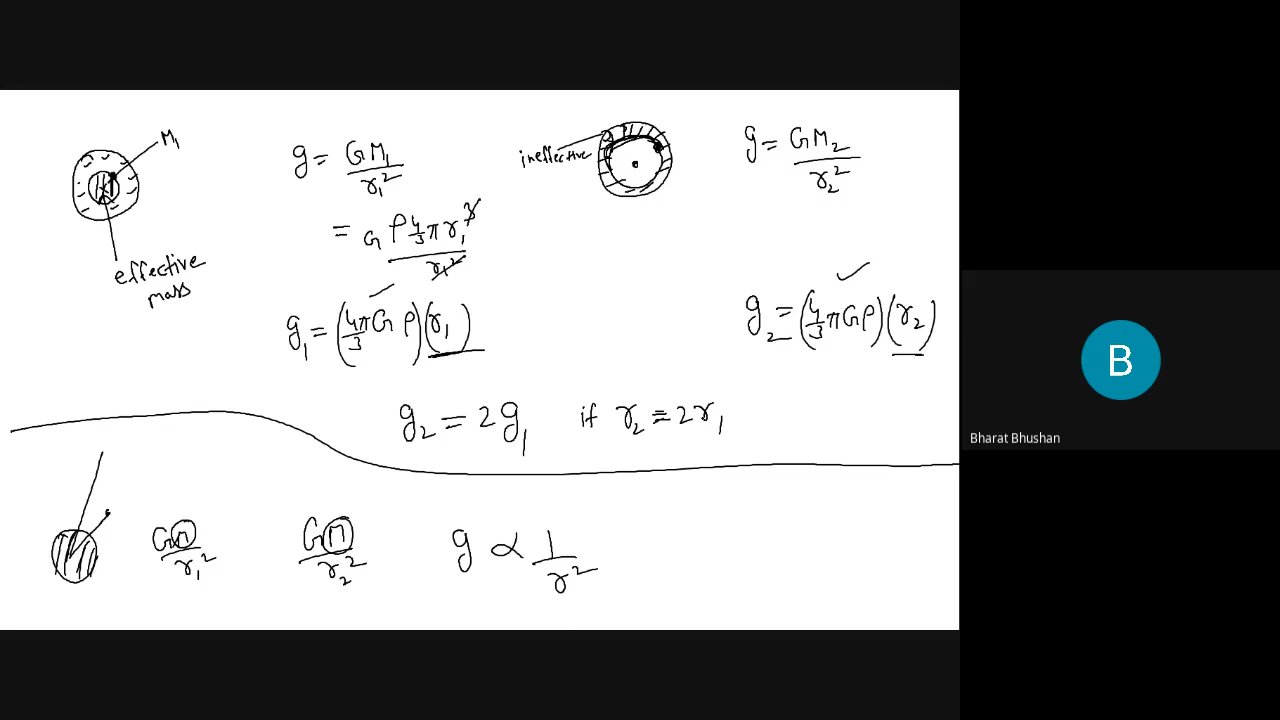 M₁
effective
mass
g = GM₁/r₁²
= G ρ 4/3 π r₁³/r₁²
g₁ = (4π/3 G ρ)(r₁)
ineffective
g = GM₂/r₂²
g₂ = (4/3 πGρ)(r₂)
g₂ = 2g₁ if r₂ = 2r₁
GM/r₁² GM/r₂² g ∝ 1/r²
B
Bharat Bhushan